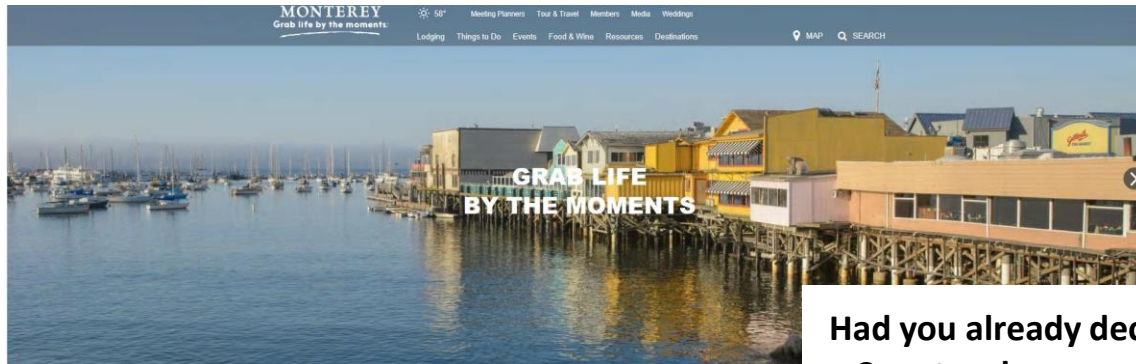 MONTEREY
Grab life by the moments.
58°
Meeting Planners Tour & Travel Members Media Weddings
Lodging Things to Do Events Food & Wine Resources Destinations
MAP SEARCH
GRAB LIFE
BY THE MOMENTS
Had you already dec